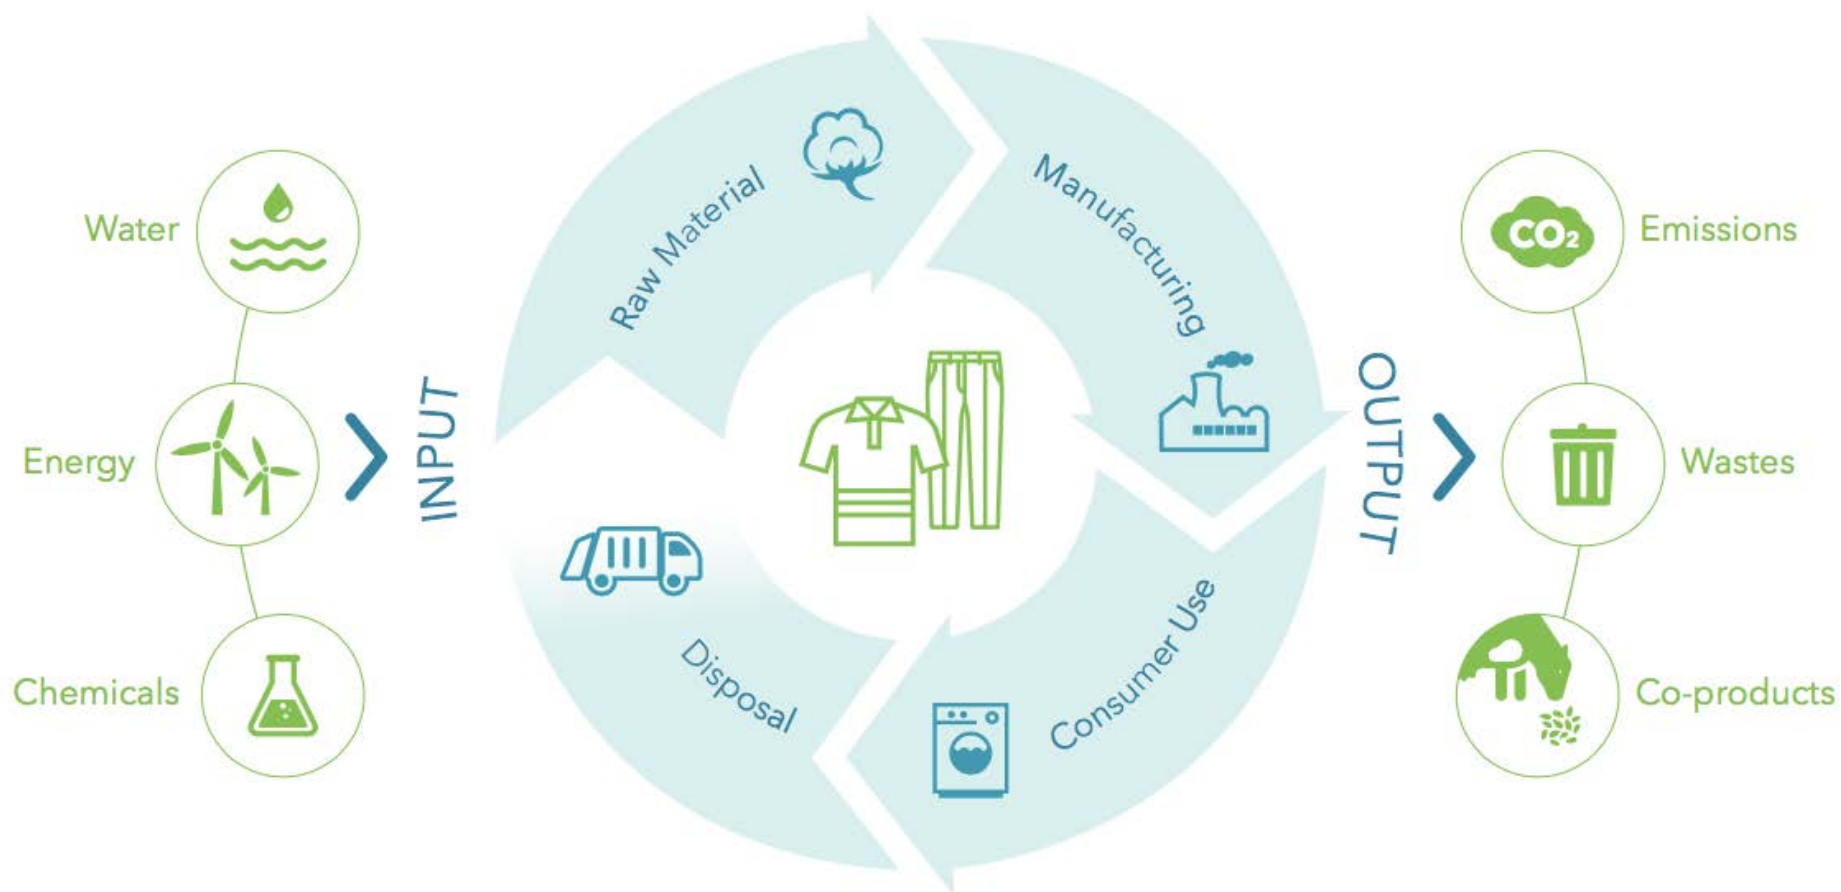 Water
Energy
Chemicals
INPUT
Raw Material
Manufacturing
Consumer Use
Disposal
OUTPUT
CO₂
Emissions
Wastes
Co-products